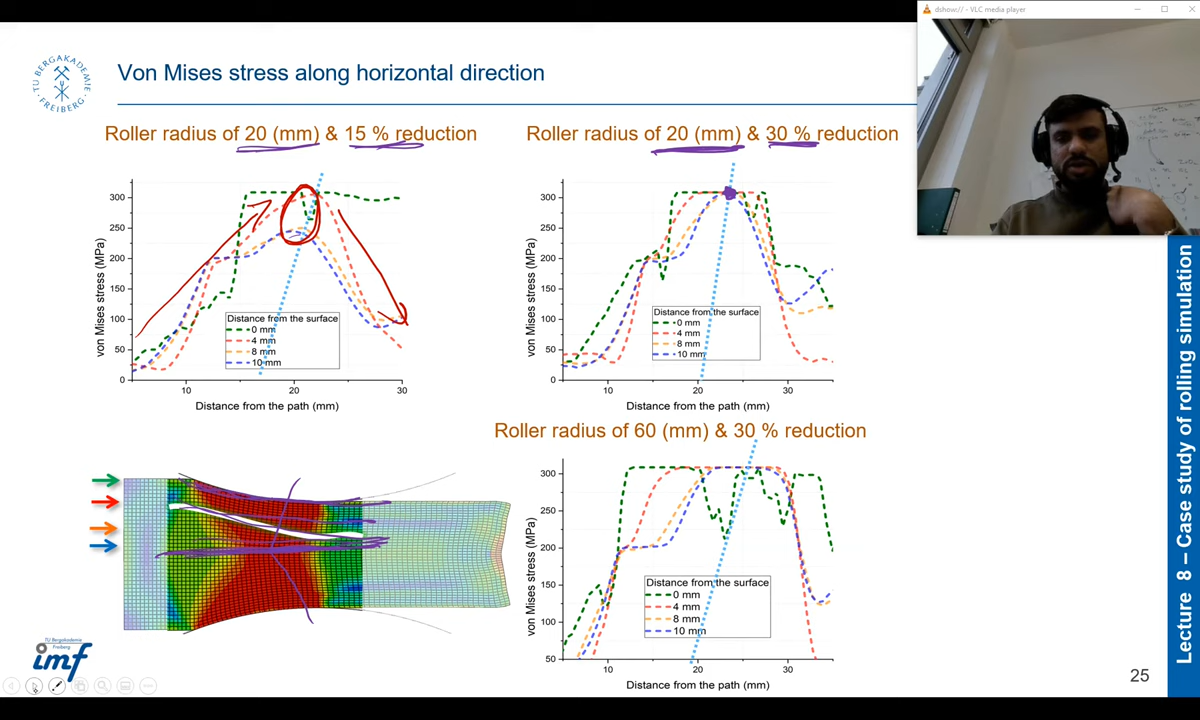 dshow:// - VLC media player
TU BERGAKADEMIE
FREIBERG
Von Mises stress along horizontal direction
Roller radius of 20 (mm) & 15 % reduction
von Mises stress (MPa)
300
250
200
150
100
50
0
Distance from the surface
0 mm
4 mm
8 mm
10 mm
10
20
30
Distance from the path (mm)
Roller radius of 20 (mm) & 30 % reduction
von Mises stress (MPa)
300
250
200
150
100
50
0
Distance from the surface
0 mm
4 mm
8 mm
10 mm
10
20
30
Distance from the path (mm)
Roller radius of 60 (mm) & 30 % reduction
von Mises stress (MPa)
300
250
200
150
100
50
Distance from the surface
0 mm
4 mm
8 mm
10 mm
10
20
30
Distance from the path (mm)
TU Bergakademie
Freiberg
imf
25
Lecture 8 – Case study of rolling simulation